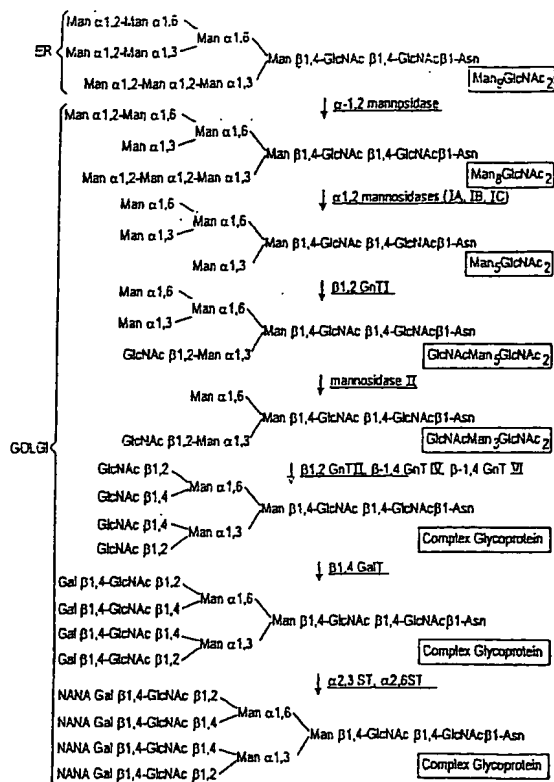 Man α1,2-Man α1,6
Man α1,6
ER
Man α1,2-Man α1,3
Man β1,4-GlcNAc β1,4-GlcNAc β1-Asn
Man α1,2-Man α1,2-Man α1,3
Man9GlcNAc2
α-1,2 mannosidase
Man α1,2-Man α1,6
Man α1,6
Man α1,3
Man β1,4-GlcNAc β1,4-GlcNAcβ1-Asn
Man α1,2-Man α1,2-Man α1,3
Man8GlcNAc2
α1,2 mannosidases (IA, IB, IC)
Man α1,6
Man α1,6
Man α1,3
Man β1,4-GlcNAc β1,4-GlcNAcβ1-Asn
Man α1,3
Man5GlcNAc2
β1,2 GnTI
Man α1,6
Man α1,6
Man α1,3
Man β1,4-GlcNAc β1,4-GlcNAcβ1-Asn
GlcNAc β1,2-Man α1,3
GlcNAcMan5GlcNAc2
mannosidase II
Man α1,6
Man β1,4-GlcNAc β1,4-GlcNAcβ1-Asn
GOLGI
GlcNAc β1,2-Man α1,3
GlcNAcMan3GlcNAc2
β1,2 GnTII, β-1,4 GnT IV, β-1,4 GnT VI
GlcNAc β1,2
Man α1,6
GlcNAc β1,4
Man β1,4-GlcNAc β1,4-GlcNAcβ1-Asn
GlcNAc β1,4
Man α1,3
GlcNAc β1,2
Complex Glycoprotein
β1,4 GalT
Gal β1,4-GlcNAc β1,2
Man α1,6
Gal β1,4-GlcNAc β1,4
Man β1,4-GlcNAc β1,4-GlcNAcβ1-Asn
Gal β1,4-GlcNAc β1,4
Man α1,3
Gal β1,4-GlcNAc β1,2
Complex Glycoprotein
α2,3 ST, α2,6ST
NANA Gal β1,4-GlcNAc β1,2
Man α1,6
NANA Gal β1,4-GlcNAc β1,4
Man β1,4-GlcNAc β1,4-GlcNAcβ1-Asn
NANA Gal β1,4-GlcNAc β1,4
Man α1,3
NANA Gal β1,4-GlcNAc β1,2
Complex Glycoprotein